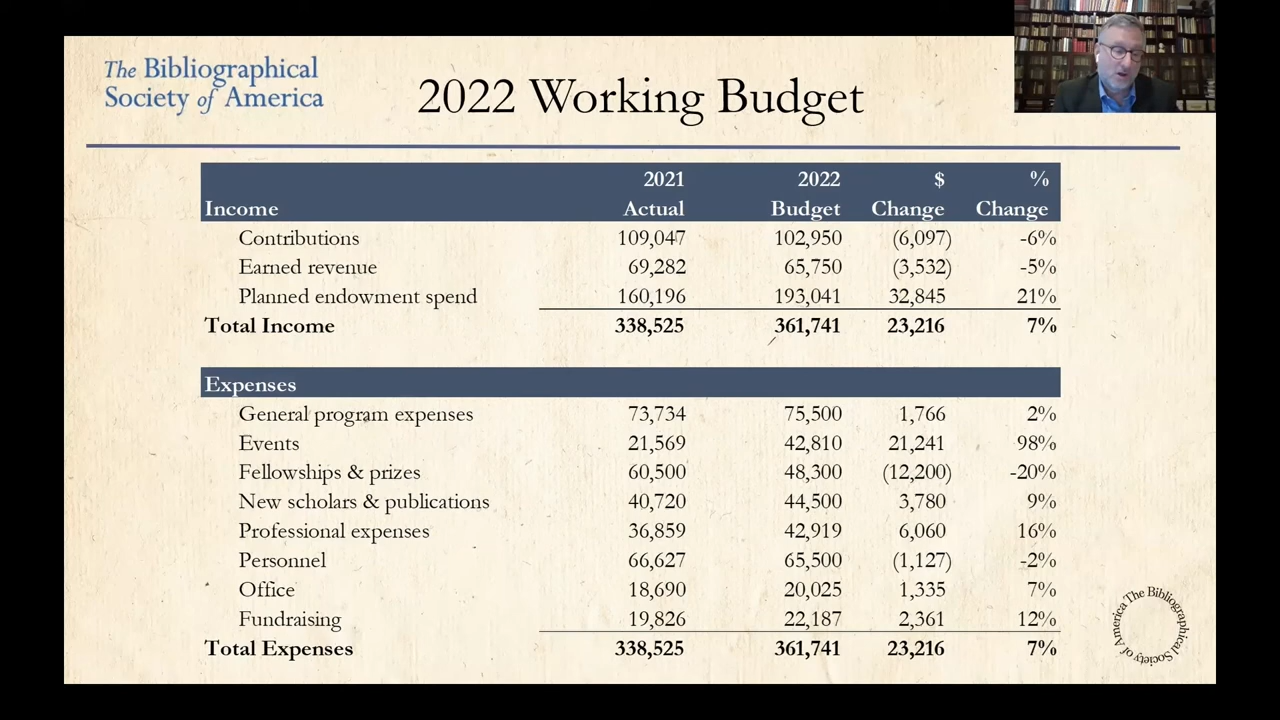 The Bibliographical
Society of America
2022 Working Budget
2021 2022 $ %
Income Actual Budget Change Change
Contributions 109,047 102,950 (6,097) -6%
Earned revenue 69,282 65,750 (3,532) -5%
Planned endowment spend 160,196 193,041 32,845 21%
Total Income 338,525 361,741 23,216 7%
Expenses
General program expenses 73,734 75,500 1,766 2%
Events 21,569 42,810 21,241 98%
Fellowships & prizes 60,500 48,300 (12,200) -20%
New scholars & publications 40,720 44,500 3,780 9%
Professional expenses 36,859 42,919 6,060 16%
Personnel 66,627 65,500 (1,127) -2%
Office 18,690 20,025 1,335 7%
Fundraising 19,826 22,187 2,361 12%
Total Expenses 338,525 361,741 23,216 7%
The Bibliographical Society of America